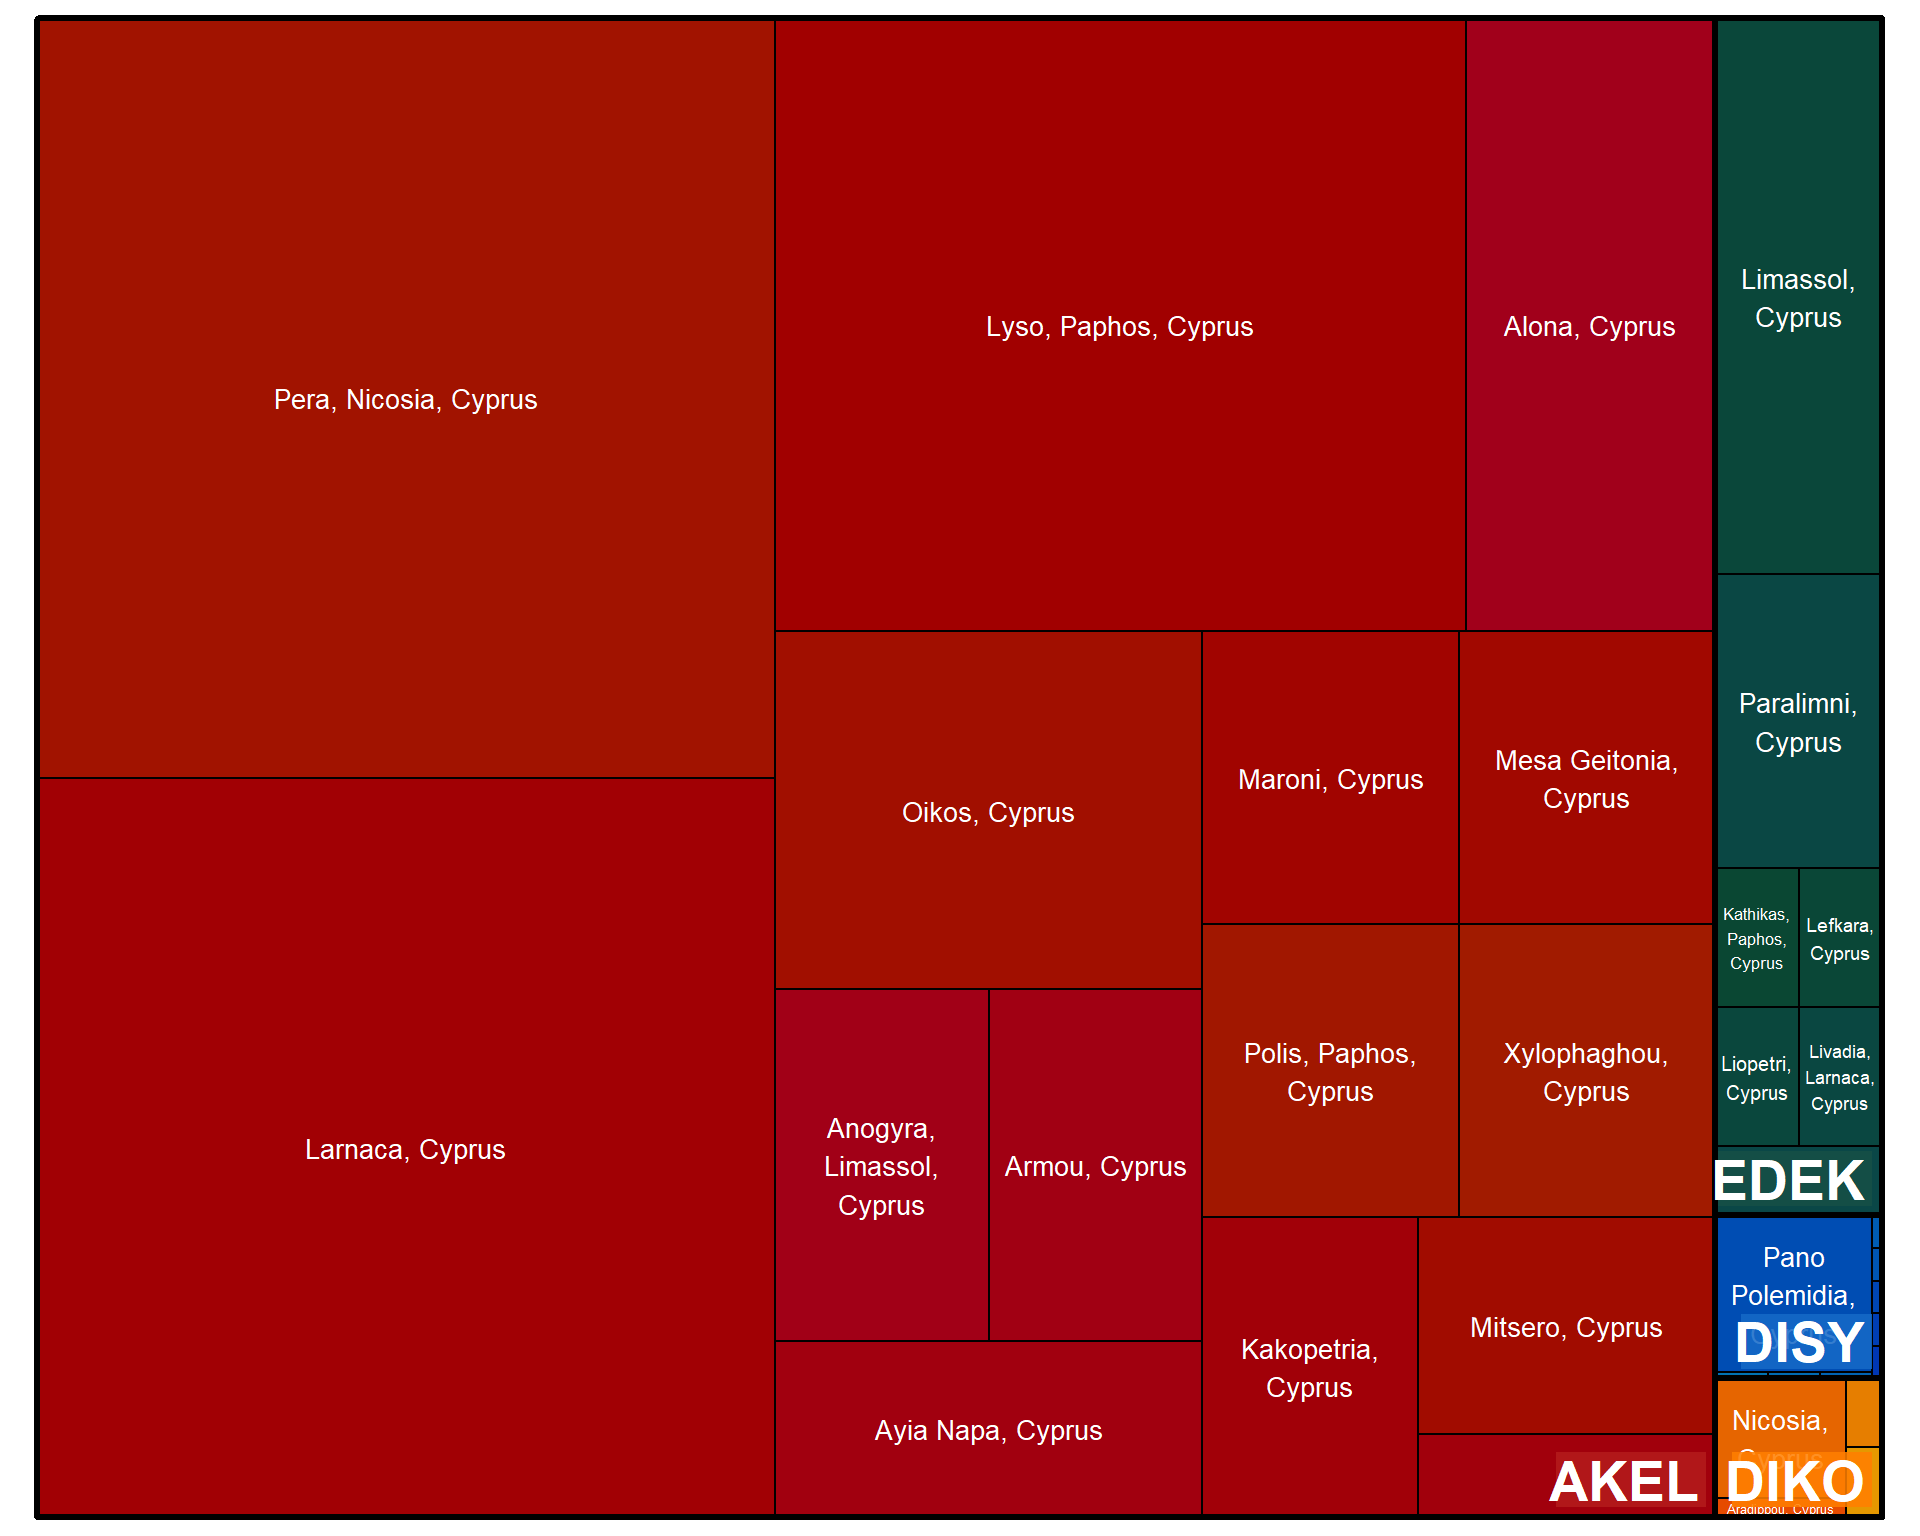 Pera, Nicosia, Cyprus
Larnaca, Cyprus
Lyso, Paphos, Cyprus
Alona, Cyprus
Oikos, Cyprus
Maroni, Cyprus
Mesa Geitonia,
Cyprus
Anogyra,
Limassol,
Cyprus
Armou, Cyprus
Ayia Napa, Cyprus
Polis, Paphos,
Cyprus
Xylophaghou,
Cyprus
Kakopetria,
Cyprus
Mitsero, Cyprus
AKEL
Limassol,
Cyprus
Paralimni,
Cyprus
Kathikas,
Paphos,
Cyprus
Lefkara,
Cyprus
Liopetri,
Cyprus
Livadia,
Larnaca,
Cyprus
EDEK
Pano
Polemidia,
Cyprus
DISY
Nicosia,
Cyprus
DIKO
Aradippou, Cyprus